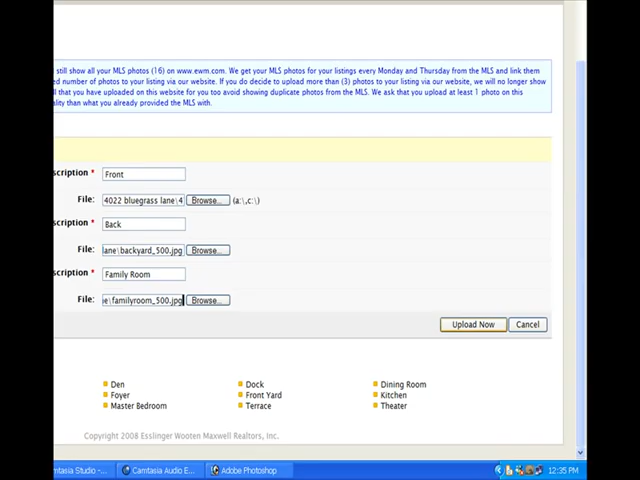 still show all your MLS photos (16) on www.ewm.com. We get your MLS photos for your listings every Monday and Thursday from the MLS and link them
ed number of photos to your listing via our website. If you do decide to upload more than (3) photos to your listing via our website, we will no longer show
that you have uploaded on this website for you too avoid showing duplicate photos from the MLS. We ask that you upload at least 1 photo on this
ality than what you already provided the MLS with.
scription * Front
File: 4022 bluegrass lane\4 Browse... (a:\,c:\)
scription * Back
File: lane\backyard_500.jpg Browse...
scription * Family Room
File: e\familyroom_500.jpg Browse...
Upload Now Cancel
Den Dock Dining Room
Foyer Front Yard Kitchen
Master Bedroom Terrace Theater
Copyright 2008 Esslinger Wooten Maxwell Realtors, Inc.
mtasia Studio -... Camtasia Audio E... Adobe Photoshop 12:35 PM